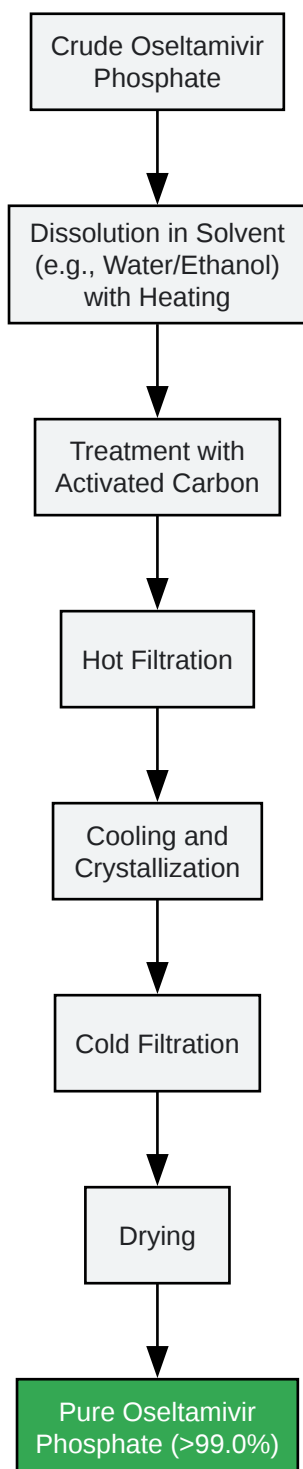 Crude Oseltamivir
Phosphate
Dissolution in Solvent
(e.g., Water/Ethanol)
with Heating
Treatment with
Activated Carbon
Hot Filtration
Cooling and
Crystallization
Cold Filtration
Drying
Pure Oseltamivir
Phosphate (>99.0%)